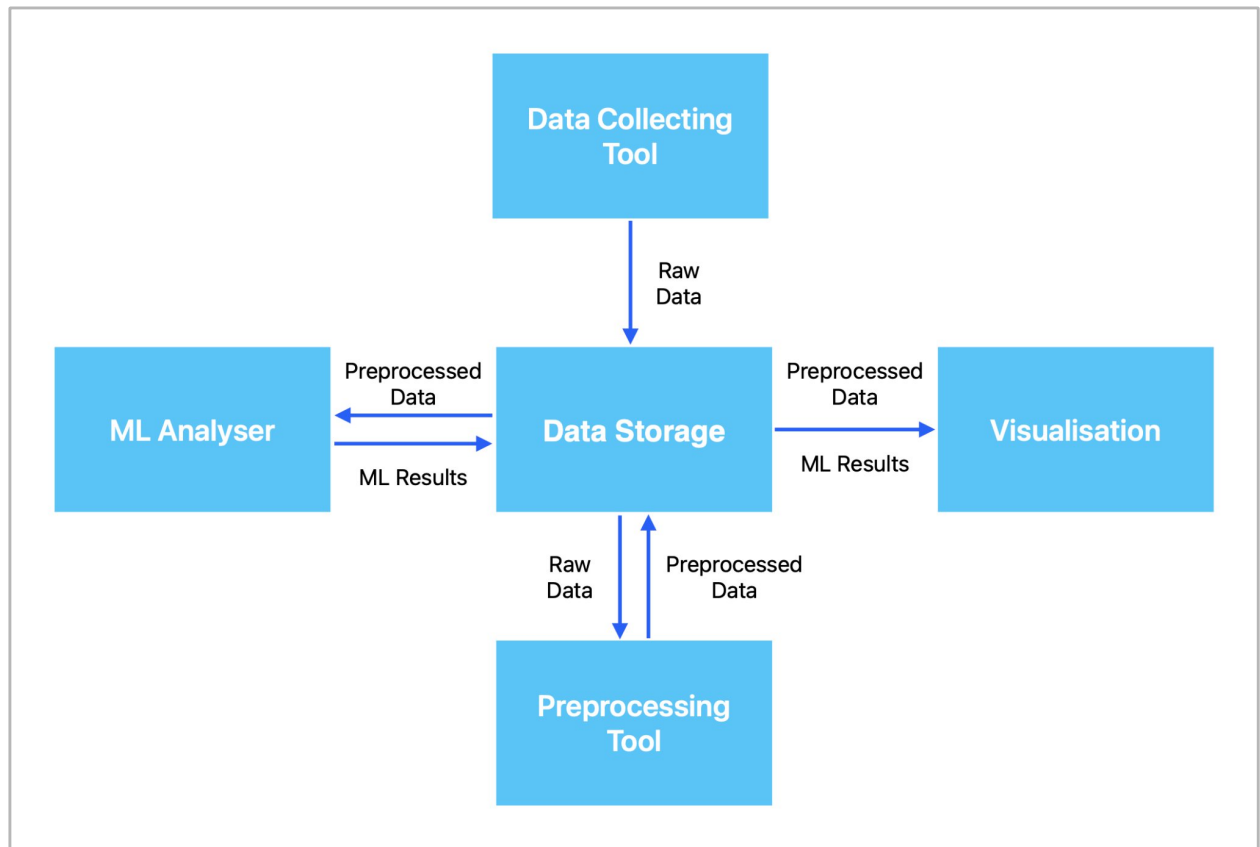 Data Collecting
Tool
Raw
Data
Preprocessed
Data
ML Analyser
ML Results
Data Storage
Preprocessed
Data
ML Results
Visualisation
Raw
Data
Preprocessed
Data
Preprocessing
Tool